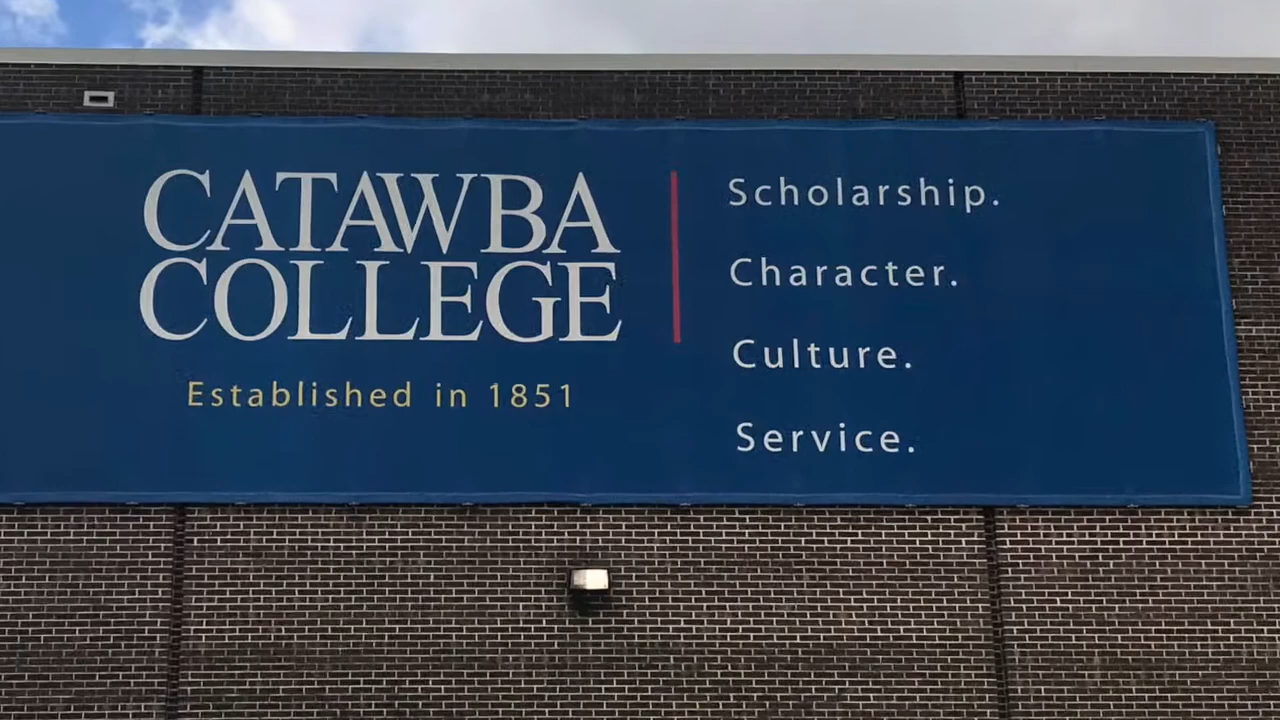 CATAWBA
COLLEGE
Established in 1851
Scholarship.
Character.
Culture.
Service.